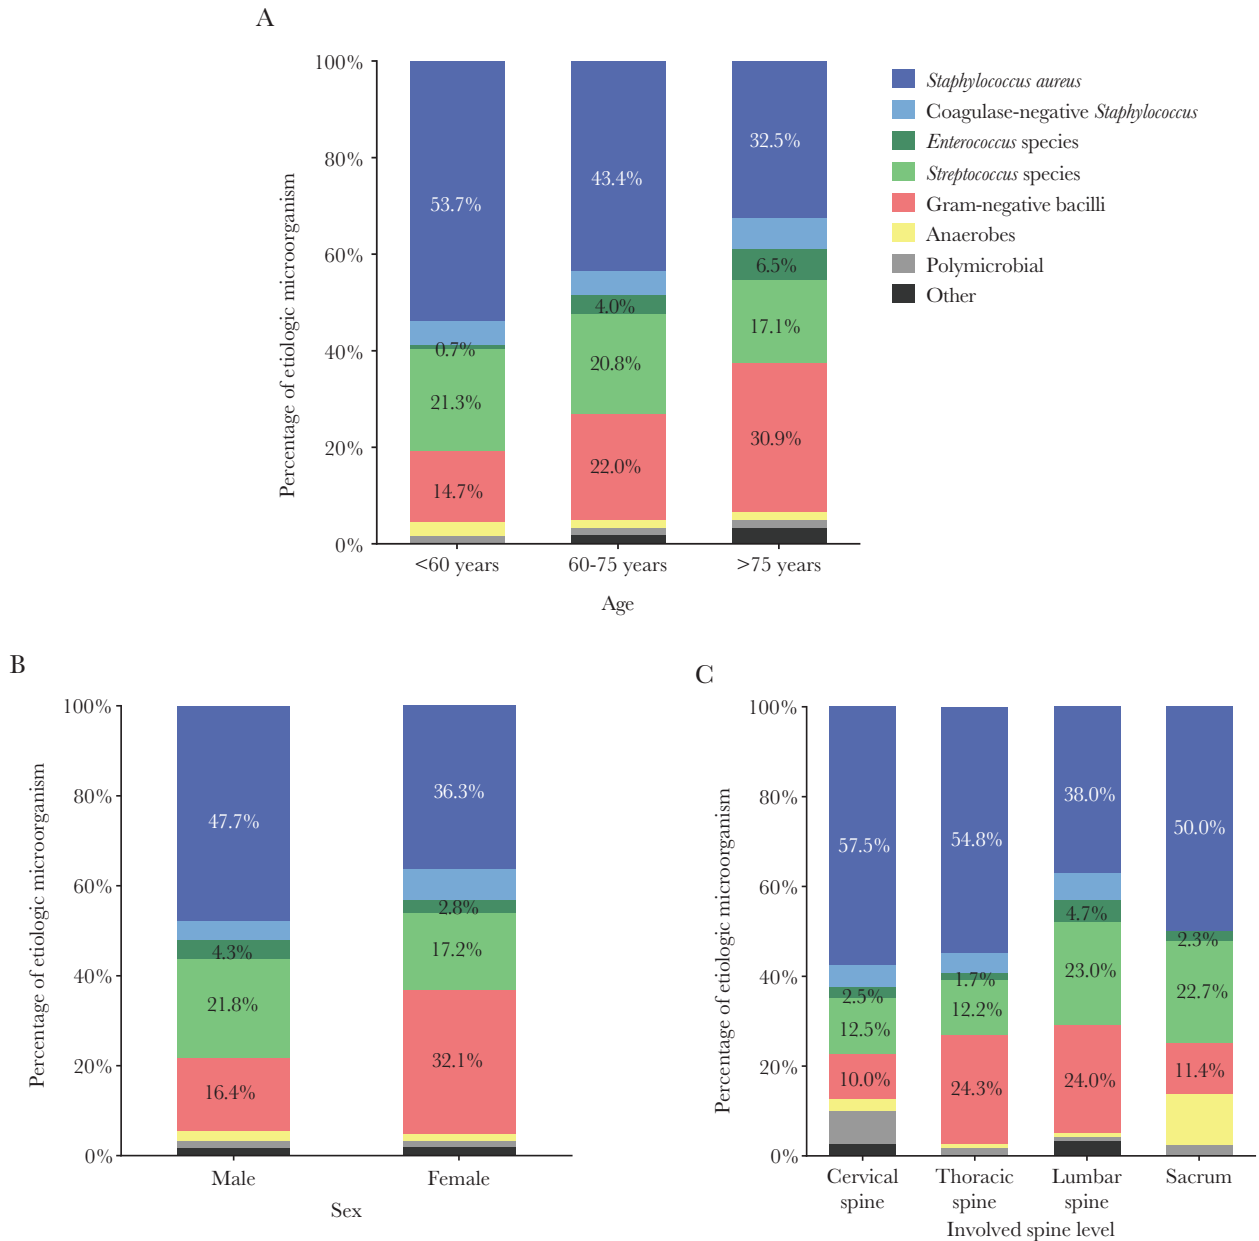 A
Percentage of etiologic microorganism
100%
80%
60%
40%
20%
0%
53.7%
0.7%
21.3%
14.7%
43.4%
4.0%
20.8%
22.0%
32.5%
6.5%
17.1%
30.9%
<60 years
60-75 years
>75 years
Age
Staphylococcus aureus
Coagulase-negative Staphylococcus
Enterococcus species
Streptococcus species
Gram-negative bacilli
Anaerobes
Polymicrobial
Other
B
Percentage of etiologic microorganism
100%
80%
60%
40%
20%
0%
47.7%
4.3%
21.8%
16.4%
36.3%
2.8%
17.2%
32.1%
Male
Female
Sex
C
Percentage of etiologic microorganism
100%
80%
60%
40%
20%
0%
57.5%
2.5%
12.5%
10.0%
54.8%
1.7%
12.2%
24.3%
38.0%
4.7%
23.0%
24.0%
50.0%
2.3%
22.7%
11.4%
Cervical
spine
Thoracic
spine
Lumbar
spine
Sacrum
Involved spine level